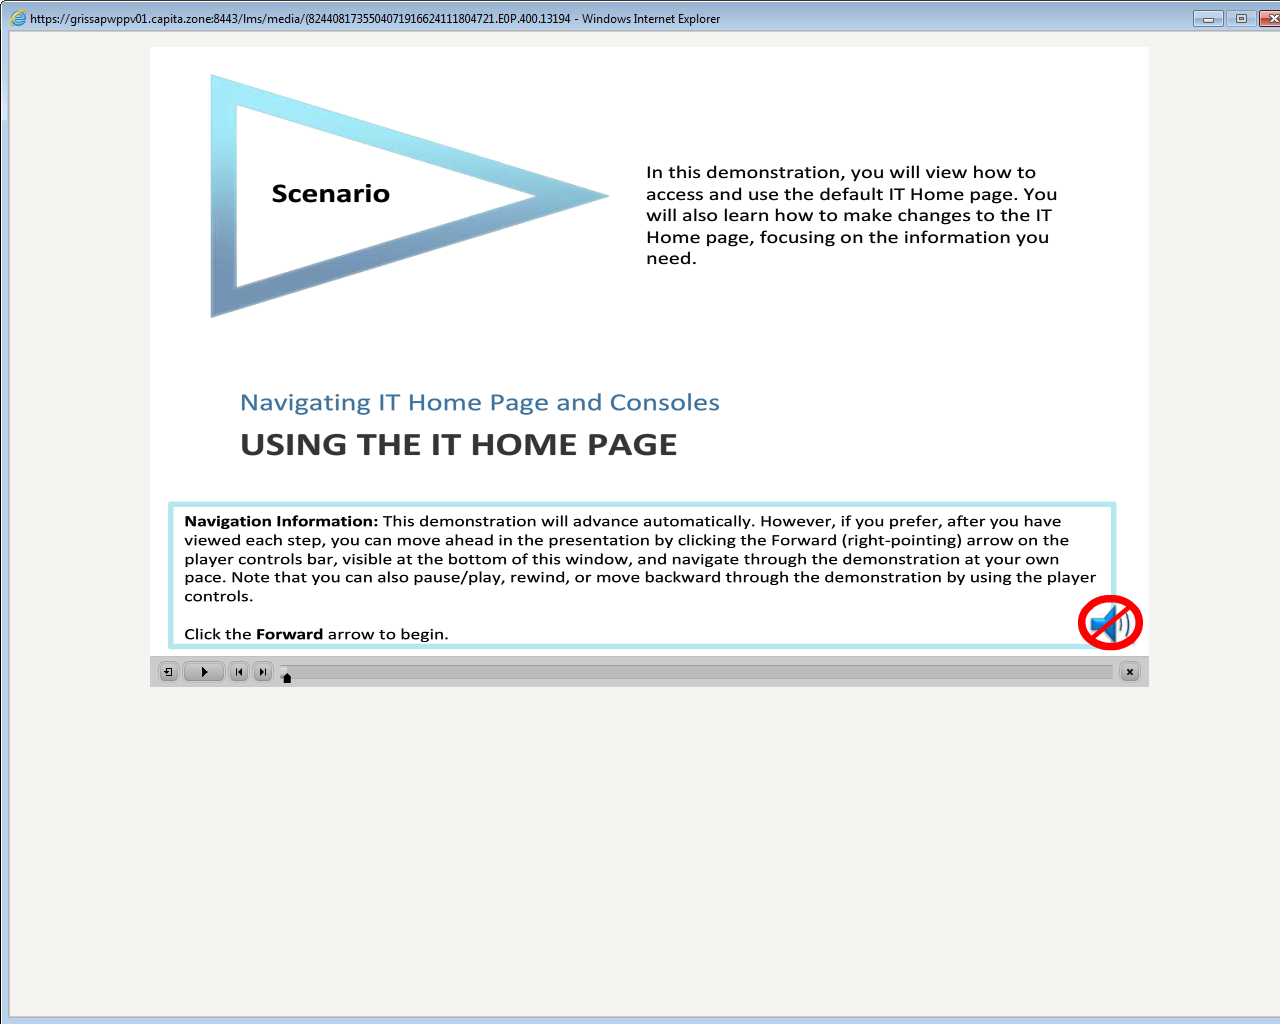 https://grissapwppv01.capita.zone:8443/lms/media/(82440817355040719166241118047​21.E0P.400.13194 - Windows Internet Explorer
Scenario
In this demonstration, you will view how to
access and use the default IT Home page. You
will also learn how to make changes to the IT
Home page, focusing on the information you
need.
Navigating IT Home Page and Consoles
USING THE IT HOME PAGE
Navigation Information: This demonstration will advance automatically. However, if you prefer, after you have
viewed each step, you can move ahead in the presentation by clicking the Forward (right-pointing) arrow on the
player controls bar, visible at the bottom of this window, and navigate through the demonstration at your own
pace. Note that you can also pause/play, rewind, or move backward through the demonstration by using the player
controls.
Click the Forward arrow to begin.